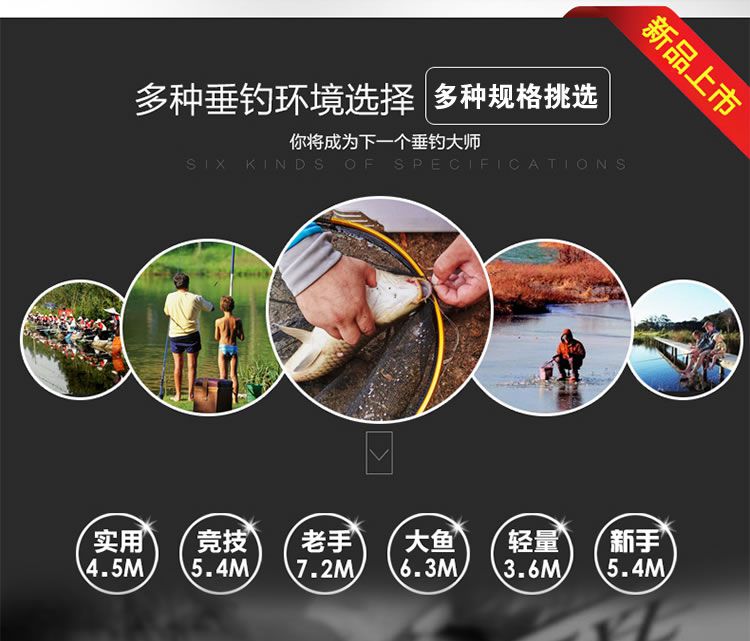 新品上市
多种垂钓环境选择 多种规格挑选
你将成为下一个垂钓大师
SIX KINDS OF SPECIFICATIONS
实用 竞技 老手 大鱼 轻量 新手
4.5M 5.4M 7.2M 6.3M 3.6M 5.4M